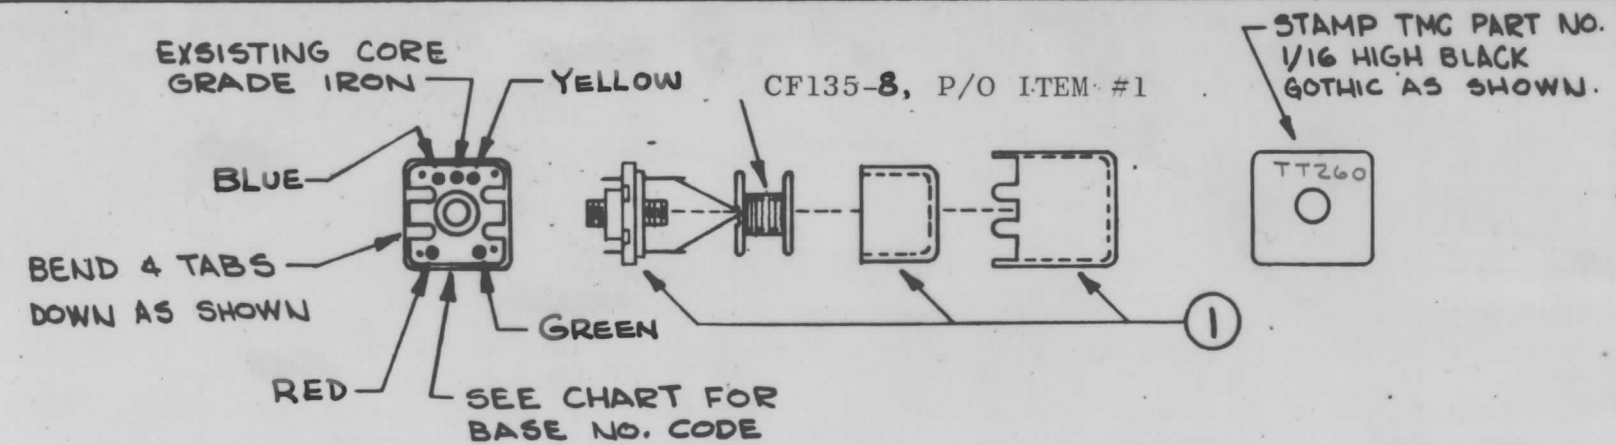 EXSISTING CORE
GRADE IRON
YELLOW
CF135-8, P/O ITEM #1
STAMP TMC PART NO.
1/16 HIGH BLACK
GOTHIC AS SHOWN.
BLUE
TT260
BEND 4 TABS
DOWN AS SHOWN
GREEN
1
RED
SEE CHART FOR
BASE NO. CODE